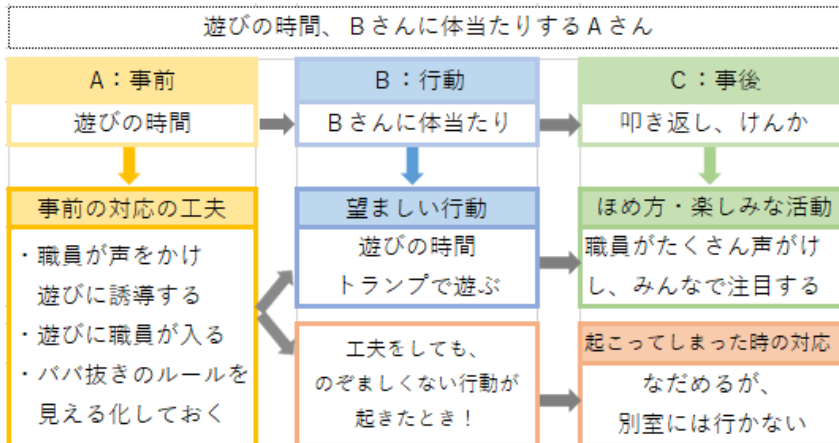 遊びの時間、Bさんに体当たりするAさん
A：事前
遊びの時間
B：行動
Bさんに体当たり
C：事後
叩き返し、けんか
事前の対応の工夫
・職員が声をかけ
遊びに誘導する
・遊びに職員が入る
・ババ抜きのルールを
見える化しておく
望ましい行動
遊びの時間
トランプで遊ぶ
ほめ方・楽しみな活動
職員がたくさん声がけ
し、みんなで注目する
工夫をしても、
のぞましくない行動が
起きたとき！
起こってしまった時の対応
なだめるが、
別室には行かない